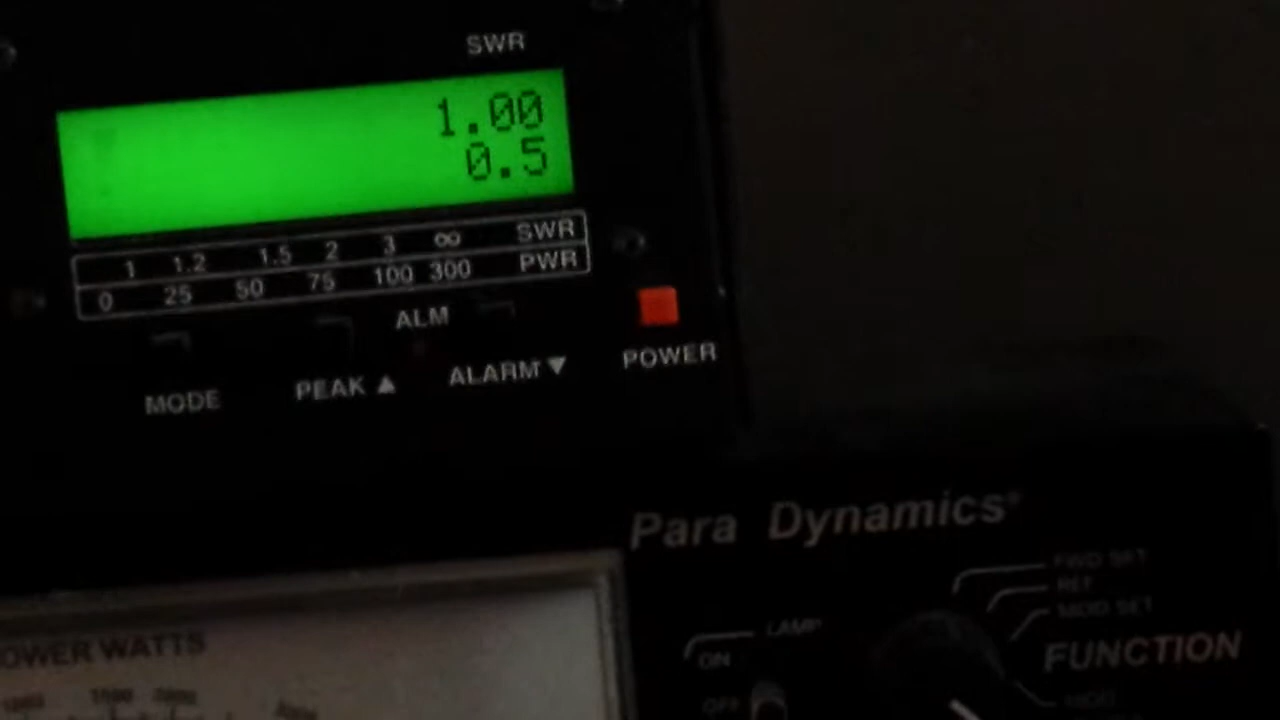 SWR
1.00
0.5
1 1.2 1.5 2 3 ∞ SWR
0 25 50 75 100 300 PWR
ALM
MODE PEAK ▲ ALARM ▼ POWER
Para Dynamics®
FWD SET
REF
MOD SET
LAMP
ON
FUNCTION
OWER WATTS
OFF